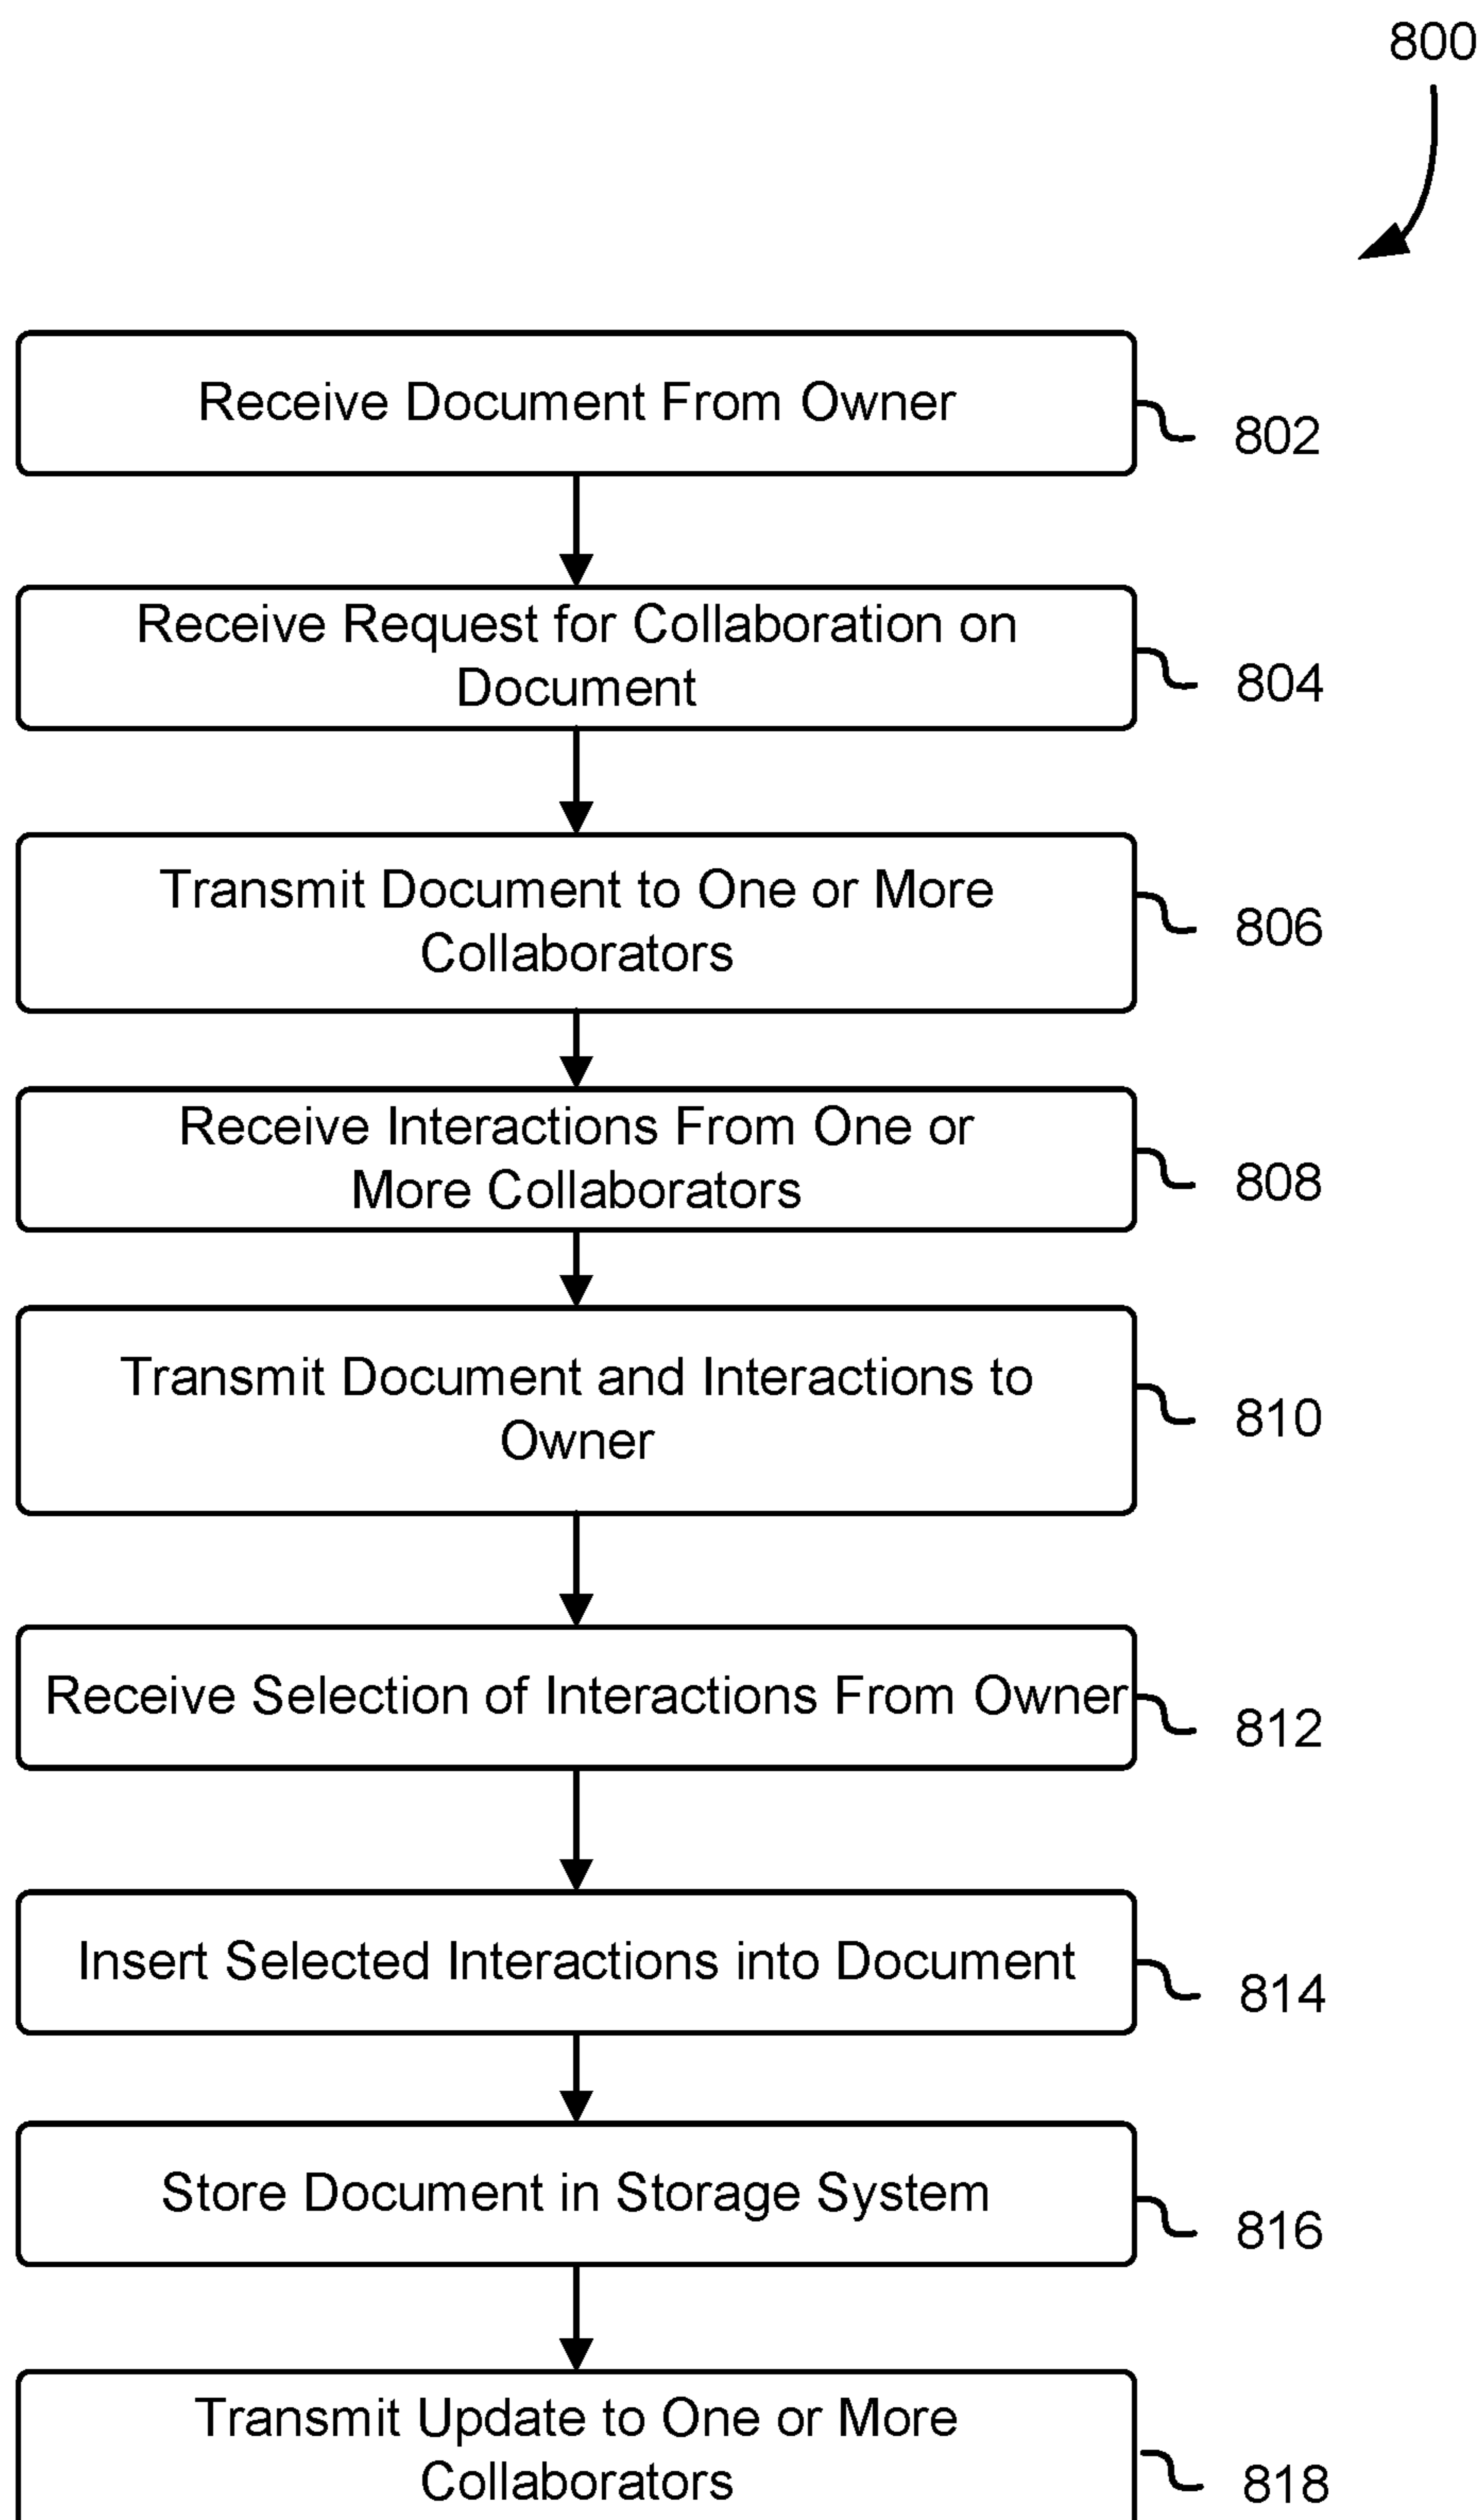 800
Receive Document From Owner
802
Receive Request for Collaboration on
Document
804
Transmit Document to One or More
Collaborators
806
Receive Interactions From One or
More Collaborators
808
Transmit Document and Interactions to
Owner
810
Receive Selection of Interactions From Owner
812
Insert Selected Interactions into Document
814
Store Document in Storage System
816
Transmit Update to One or More
Collaborators
818